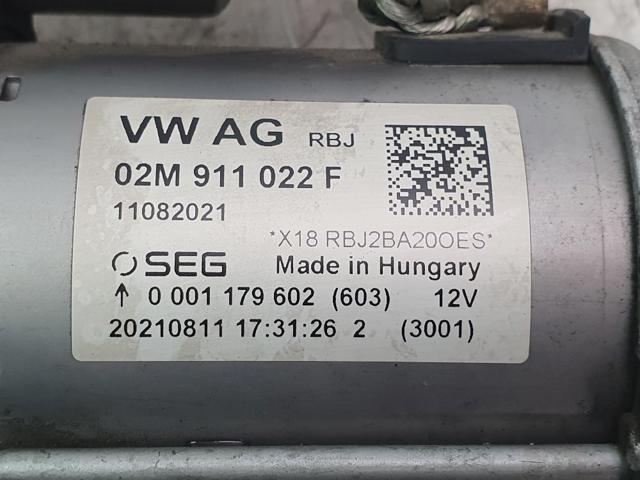 VW AG RBJ
02M 911 022 F
11082021
*X18 RBJ2BA20OES*
SEG Made in Hungary
↑ 0 001 179 602 (603) 12V
20210811 17:31:26 2 (3001)